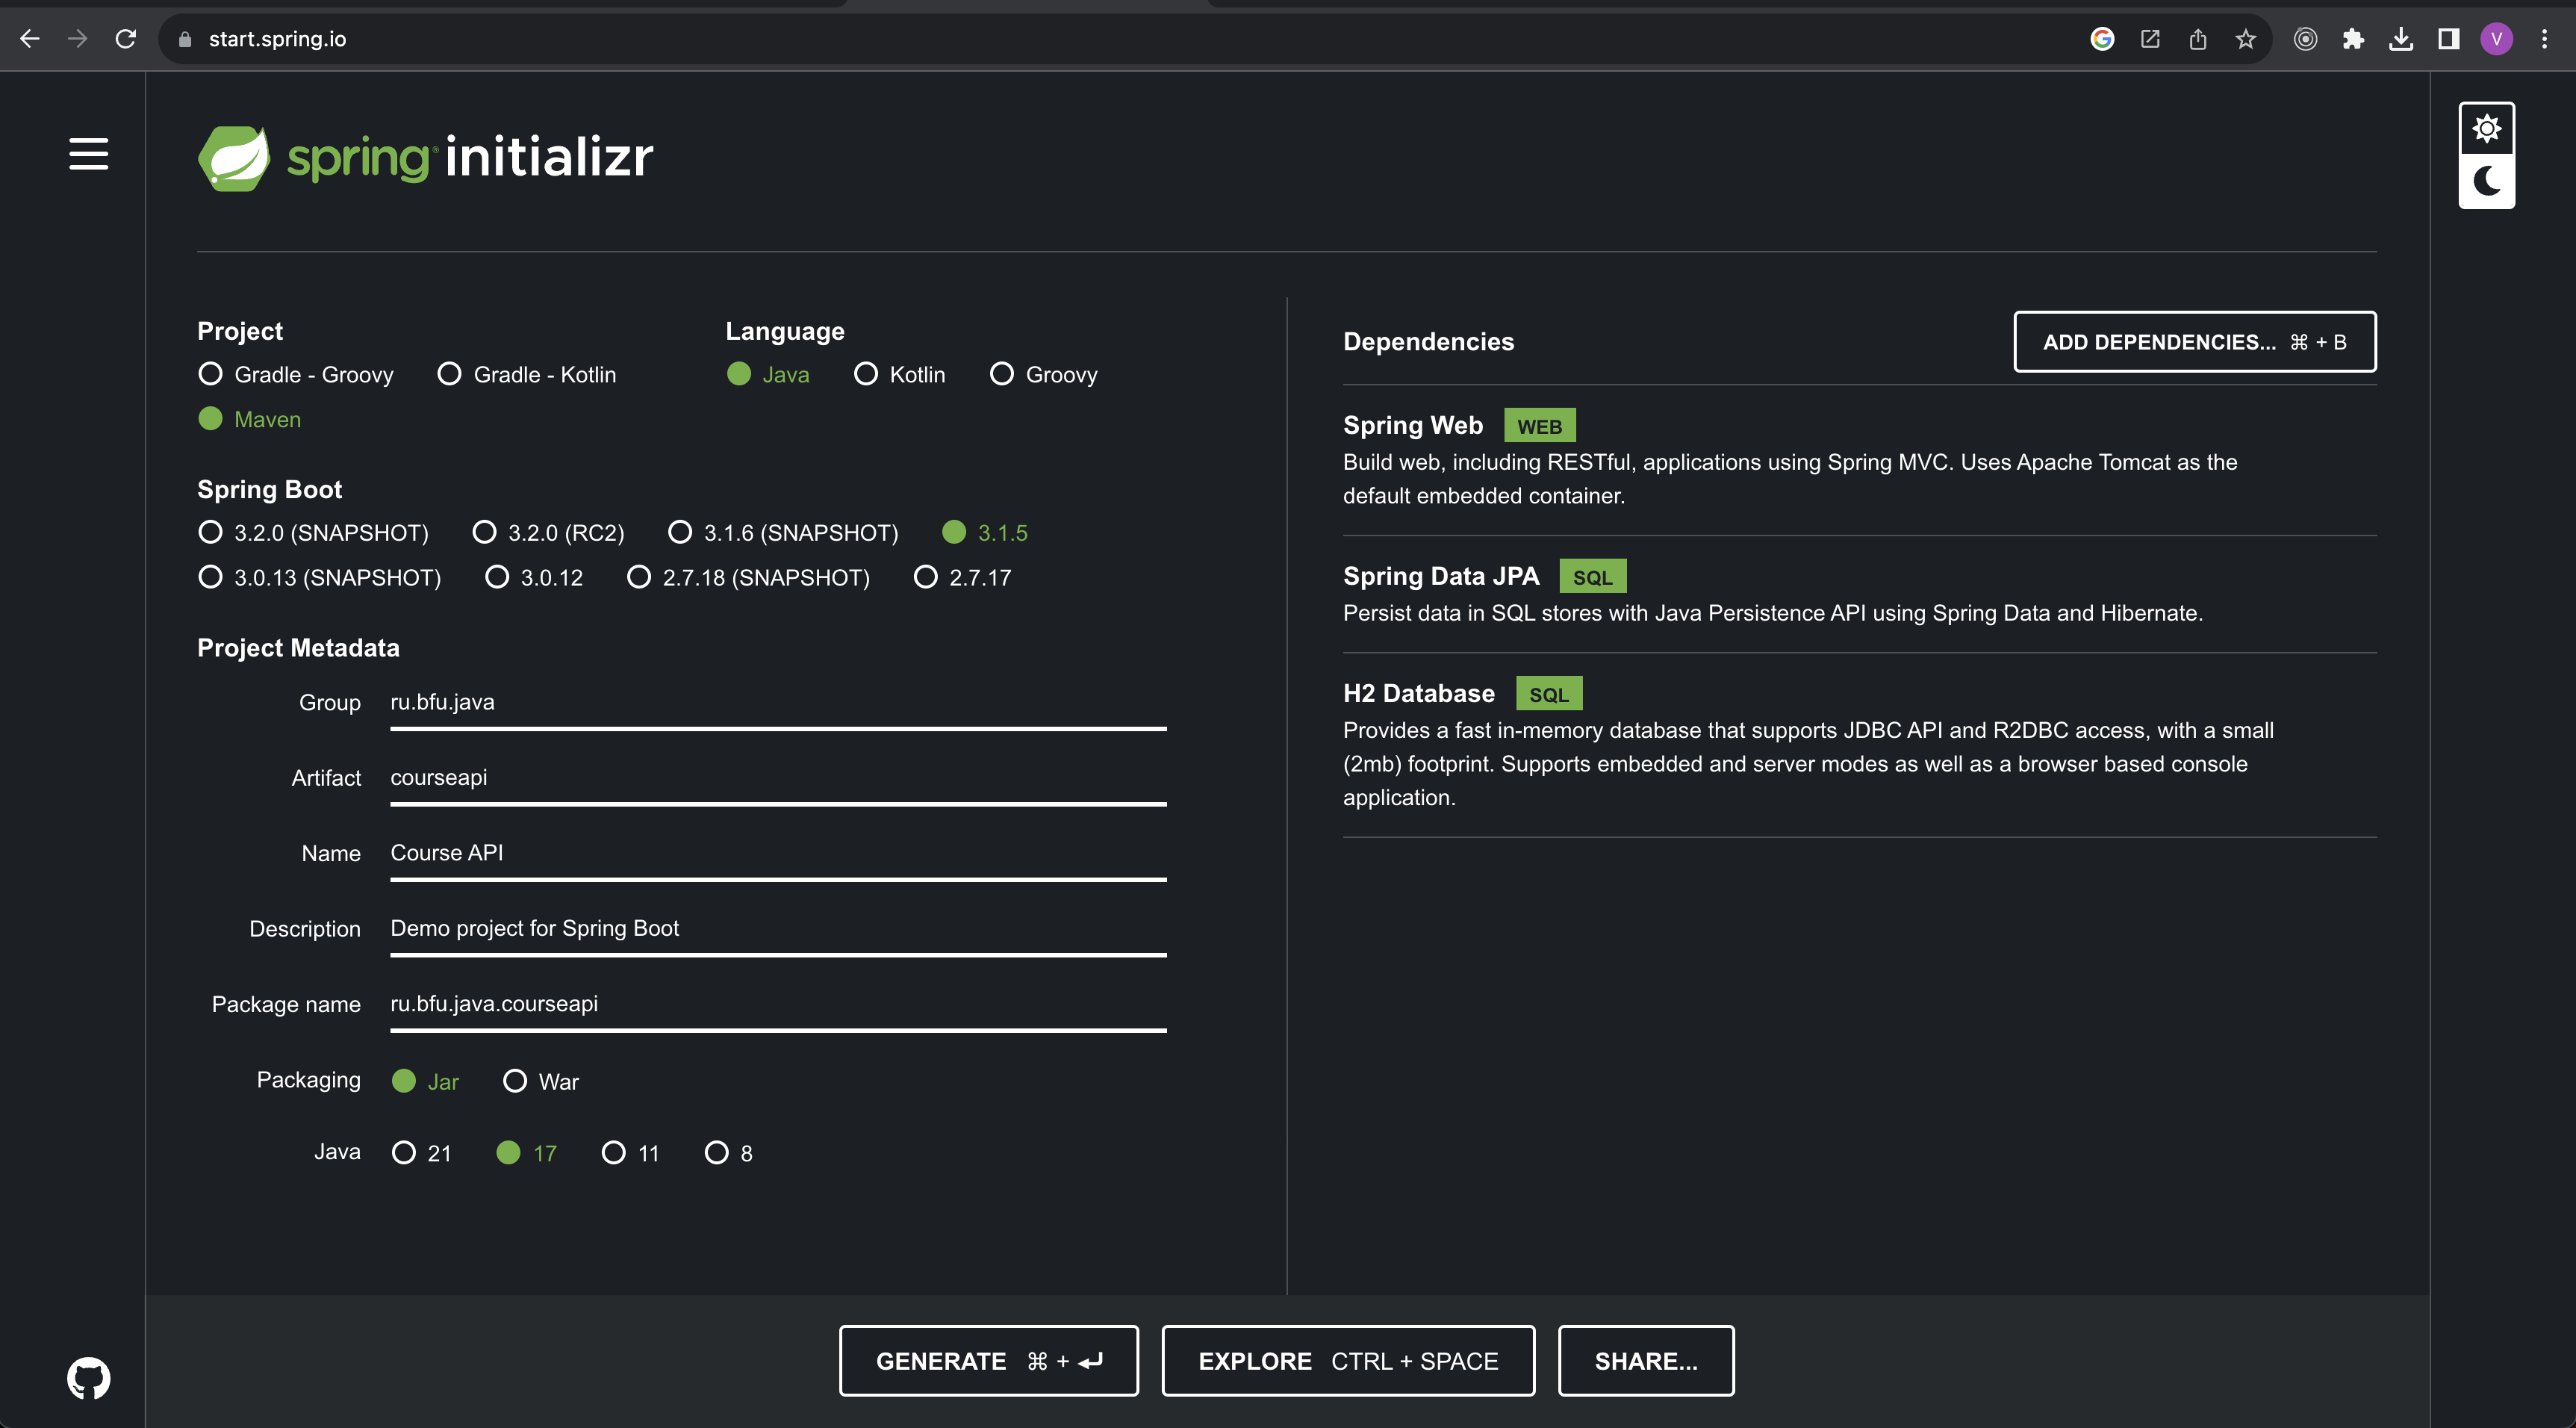 start.spring.io
V
spring initializr
Project
Gradle - Groovy Gradle - Kotlin
Maven
Language
Java Kotlin Groovy
Spring Boot
3.2.0 (SNAPSHOT) 3.2.0 (RC2) 3.1.6 (SNAPSHOT) 3.1.5
3.0.13 (SNAPSHOT) 3.0.12 2.7.18 (SNAPSHOT) 2.7.17
Project Metadata
Group ru.bfu.java
Artifact courseapi
Name Course API
Description Demo project for Spring Boot
Package name ru.bfu.java.courseapi
Packaging Jar War
Java 21 17 11 8
Dependencies ADD DEPENDENCIES... ⌘ + B
Spring Web WEB
Build web, including RESTful, applications using Spring MVC. Uses Apache Tomcat as the
default embedded container.
Spring Data JPA SQL
Persist data in SQL stores with Java Persistence API using Spring Data and Hibernate.
H2 Database SQL
Provides a fast in-memory database that supports JDBC API and R2DBC access, with a small
(2mb) footprint. Supports embedded and server modes as well as a browser based console
application.
GENERATE ⌘ + ↵ EXPLORE CTRL + SPACE SHARE...